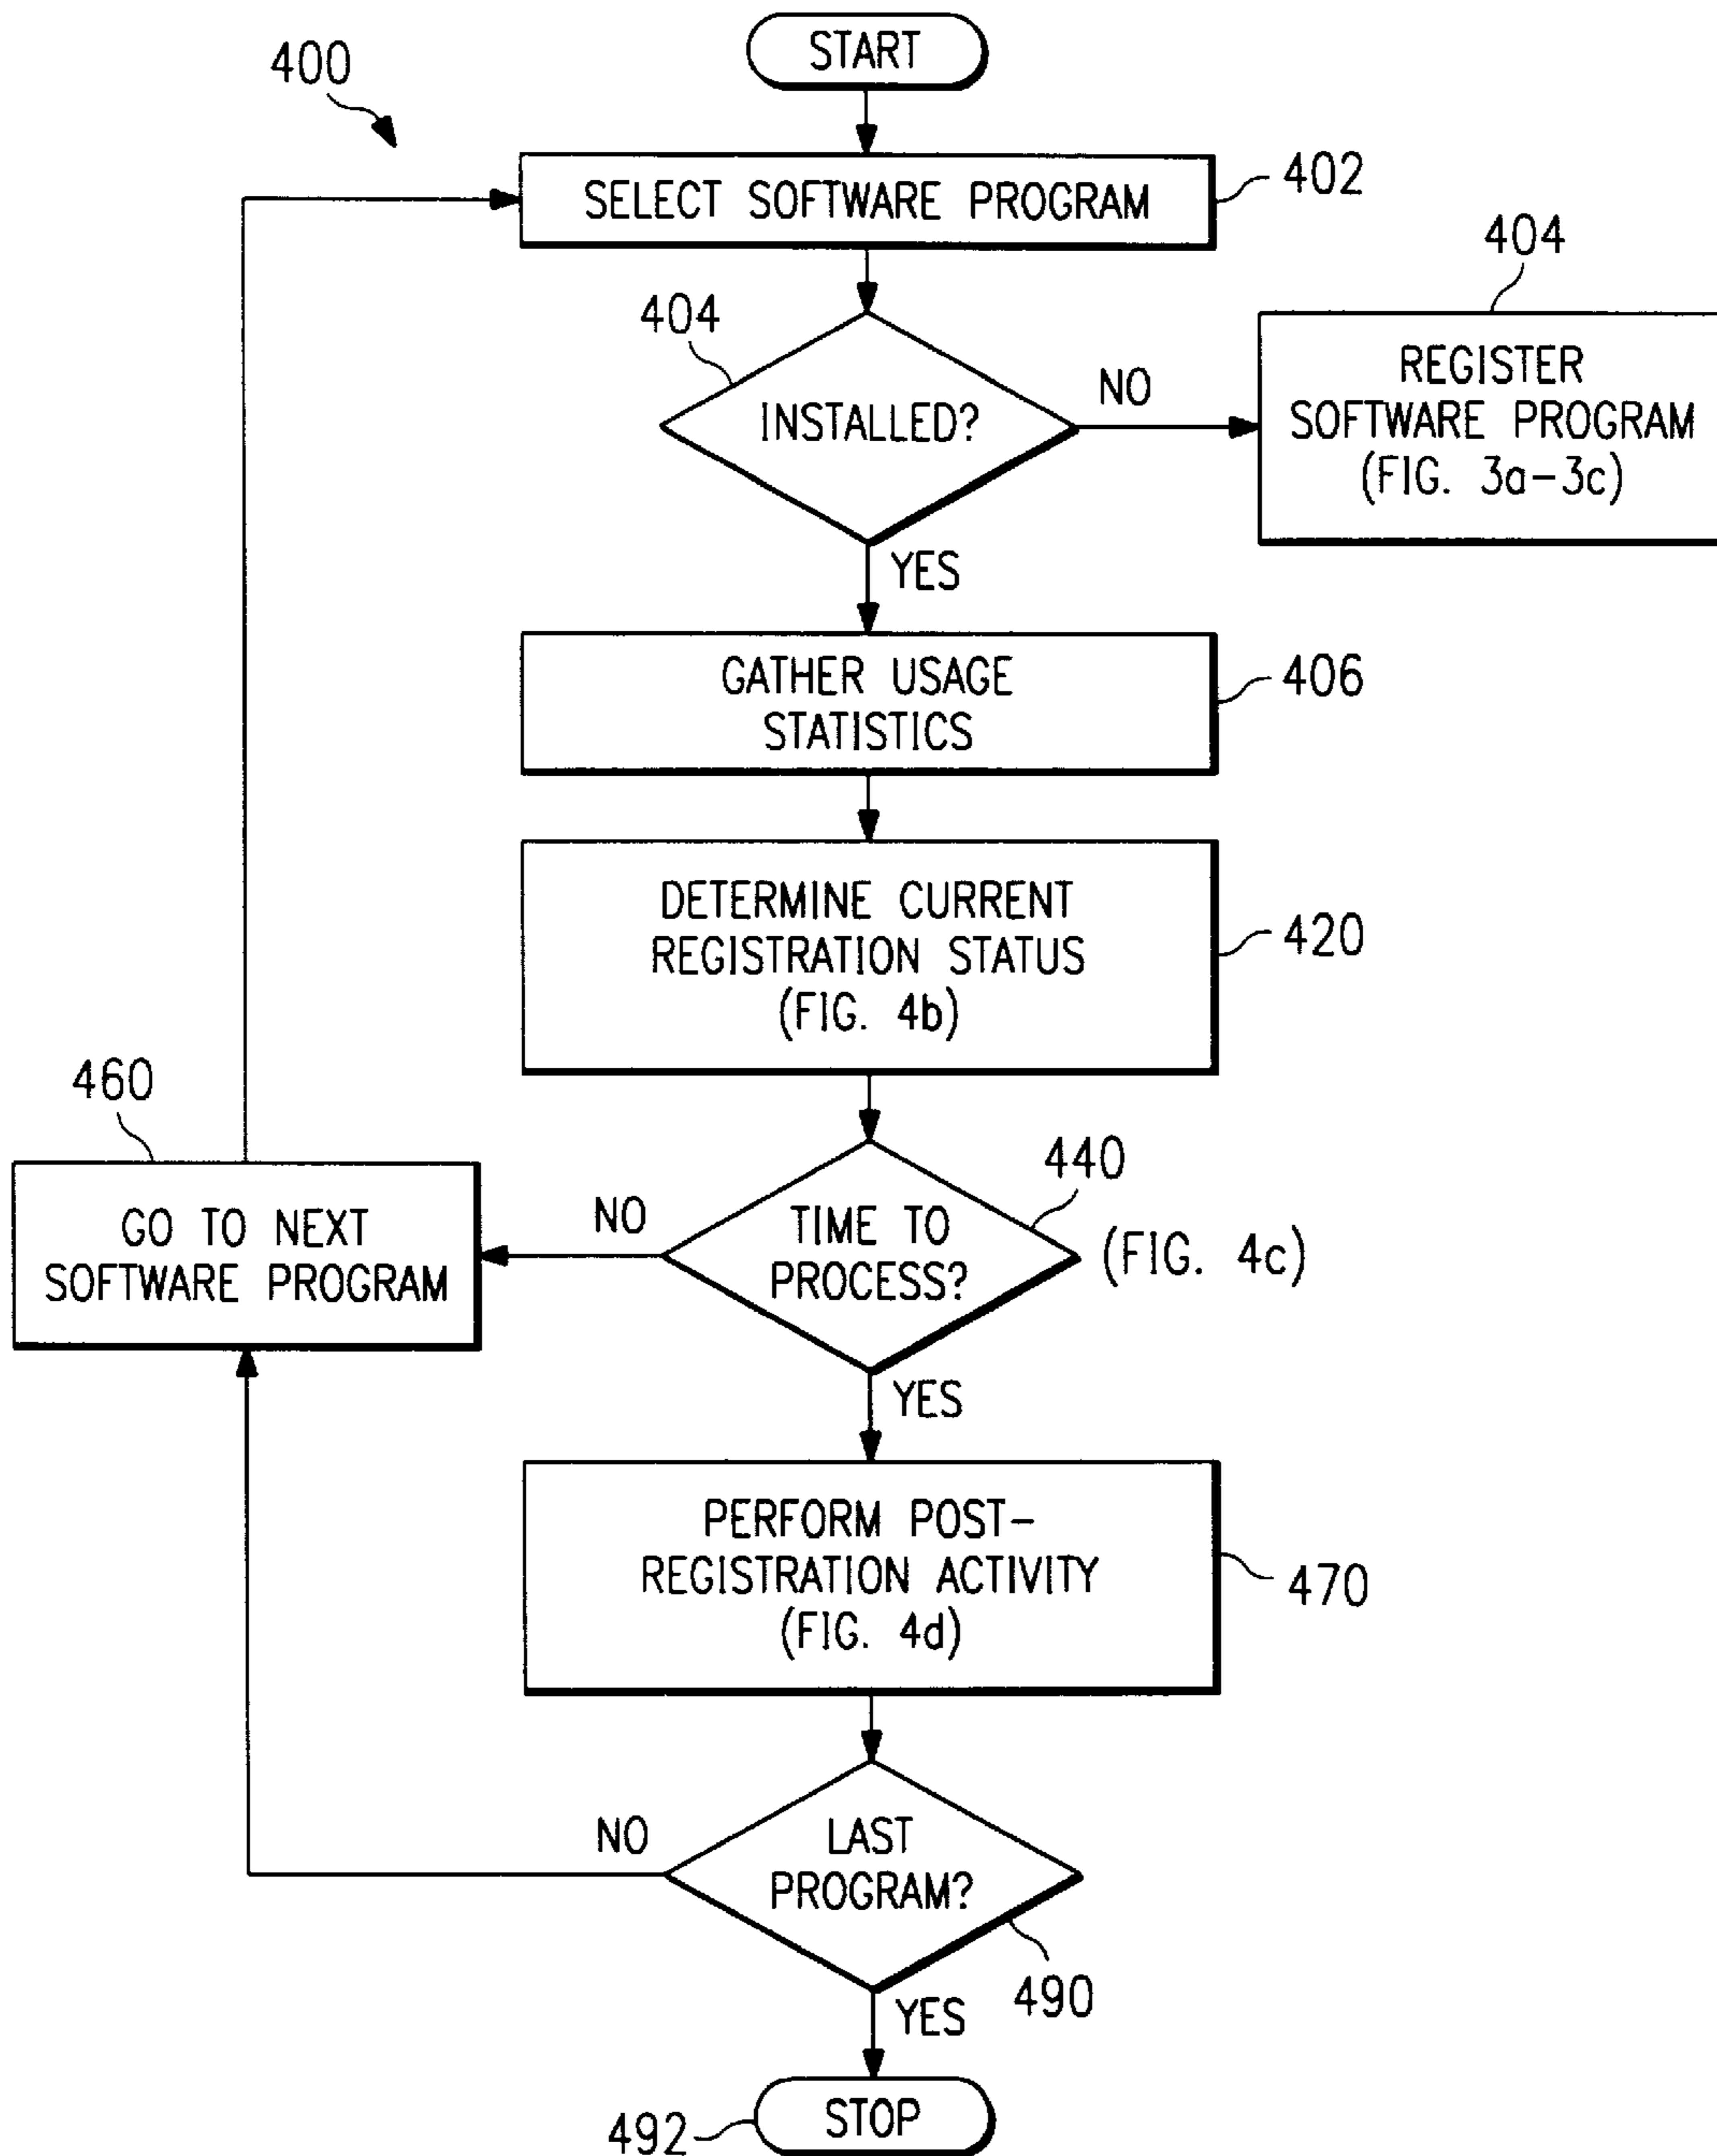 START
400
SELECT SOFTWARE PROGRAM
402
404
INSTALLED?
NO
404
REGISTER
SOFTWARE PROGRAM
(FIG. 3a-3c)
YES
GATHER USAGE
STATISTICS
406
DETERMINE CURRENT
REGISTRATION STATUS
(FIG. 4b)
420
460
GO TO NEXT
SOFTWARE PROGRAM
NO
TIME TO
PROCESS?
440
(FIG. 4c)
YES
PERFORM POST-
REGISTRATION ACTIVITY
(FIG. 4d)
470
NO
LAST
PROGRAM?
490
YES
STOP
492